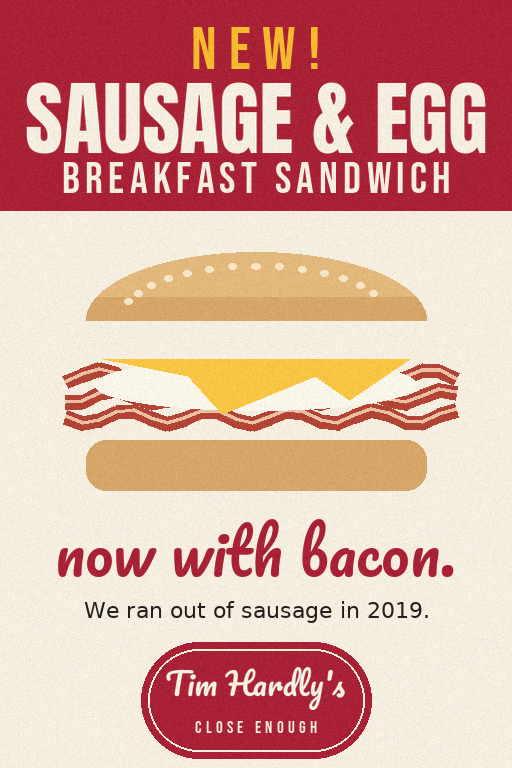 NEW!
SAUSAGE & EGG
BREAKFAST SANDWICH
now with bacon.
We ran out of sausage in 2019.
Tim Hardly's
CLOSE ENOUGH